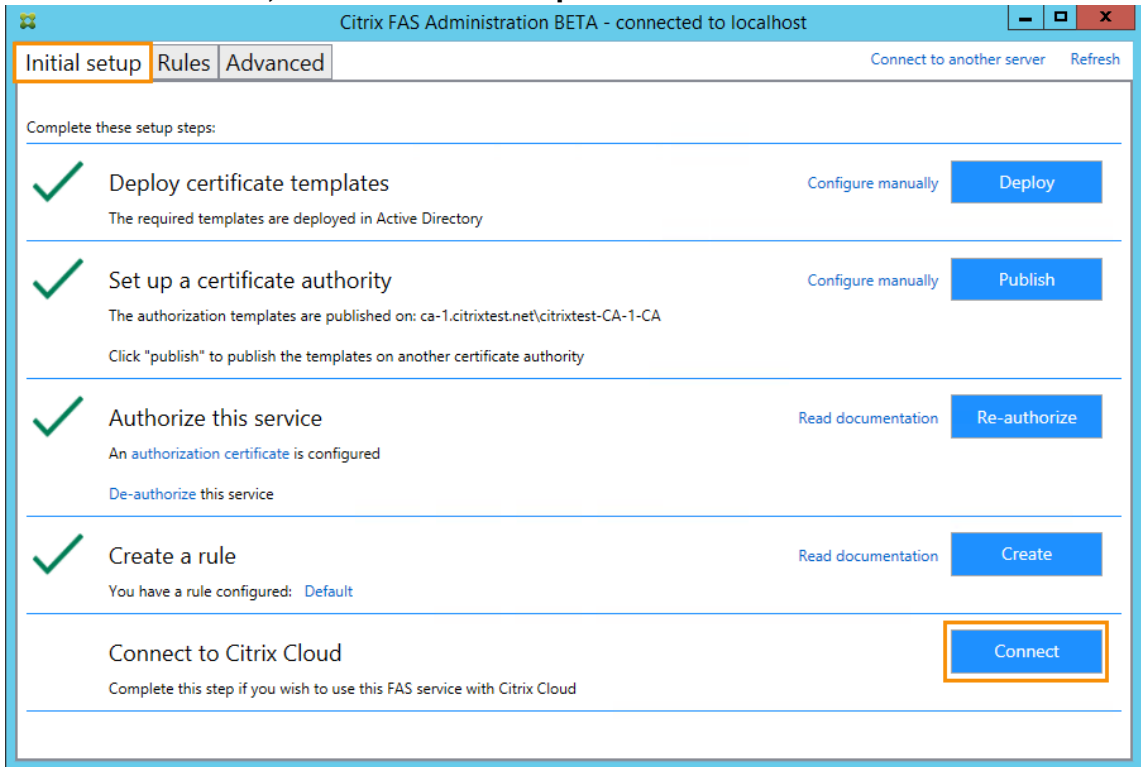 Citrix FAS Administration BETA - connected to localhost
Initial setup Rules Advanced Connect to another server Refresh
Complete these setup steps:
Deploy certificate templates Configure manually Deploy
The required templates are deployed in Active Directory
Set up a certificate authority Configure manually Publish
The authorization templates are published on: ca-1.citrixtest.net\citrixtest-CA-1-CA
Click "publish" to publish the templates on another certificate authority
Authorize this service Read documentation Re-authorize
An authorization certificate is configured
De-authorize this service
Create a rule Read documentation Create
You have a rule configured: Default
Connect to Citrix Cloud Connect
Complete this step if you wish to use this FAS service with Citrix Cloud